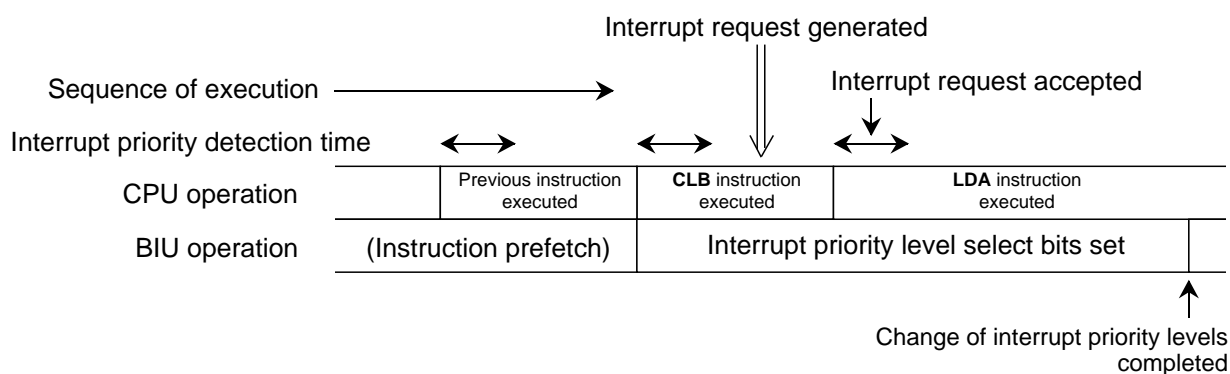 Interrupt request generated
Interrupt request accepted
Sequence of execution
Interrupt priority detection time
CPU operation
Previous instruction
executed
CLB instruction
executed
LDA instruction
executed
BIU operation
(Instruction prefetch)
Interrupt priority level select bits set
Change of interrupt priority levels
completed